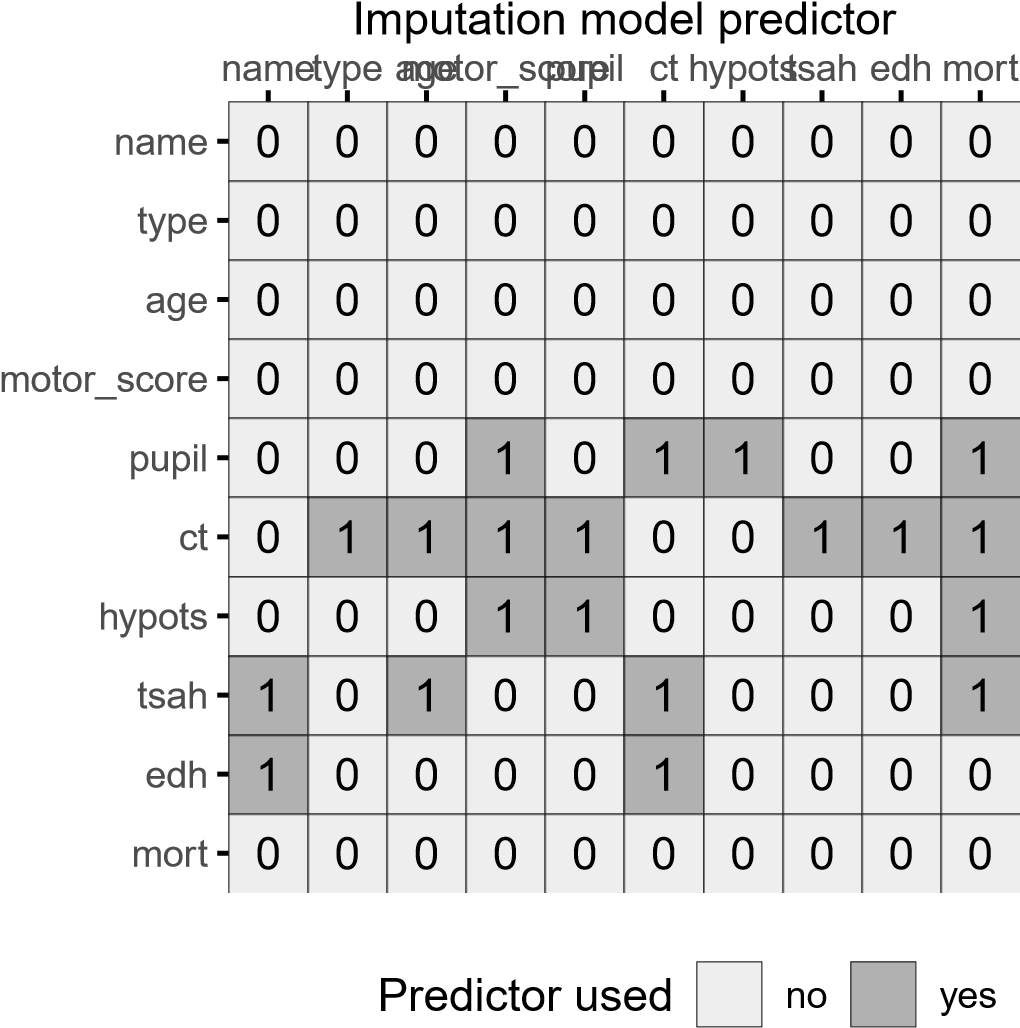 Imputation model predictor
name type age motor_score pupil ct hypots tsah edh mort
name 0 0 0 0 0 0 0 0 0 0
type 0 0 0 0 0 0 0 0 0 0
age 0 0 0 0 0 0 0 0 0 0
motor_score 0 0 0 0 0 0 0 0 0 0
pupil 0 0 0 1 0 1 1 0 0 1
ct 0 1 1 1 1 0 0 1 1 1
hypots 0 0 0 1 1 0 0 0 0 1
tsah 1 0 1 0 0 1 0 0 0 1
edh 1 0 0 0 0 1 0 0 0 0
mort 0 0 0 0 0 0 0 0 0 0
Predictor used no yes